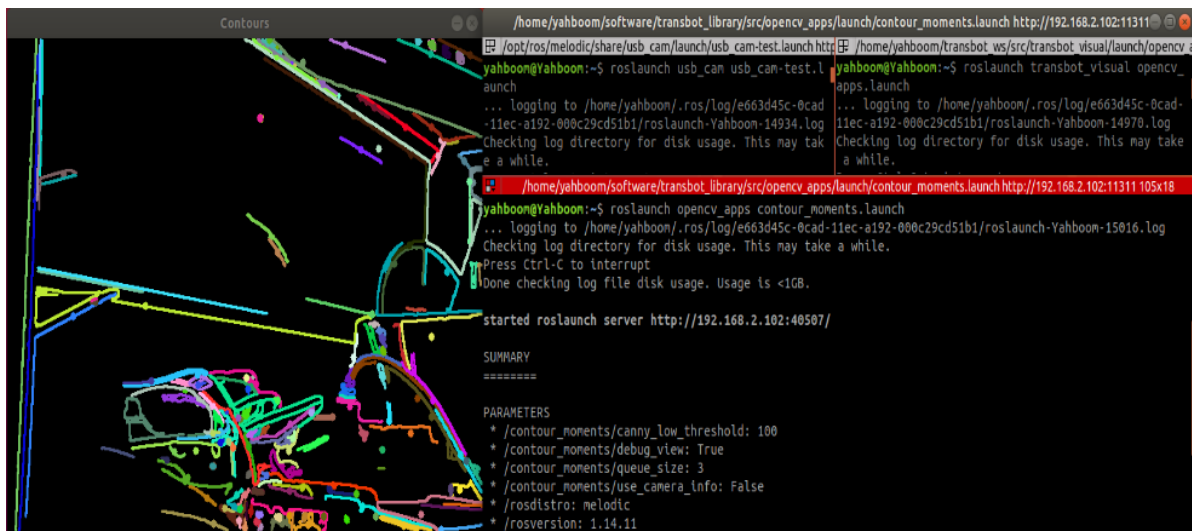 Contours
/home/yahboom/software/transbot_library/src/opencv_apps/launch/contour_moments.launch http://192.168.2.102:11311
/opt/ros/melodic/share/usb_cam/launch/usb_cam-test.launch http
yahboom@Yahboom:~$ roslaunch usb_cam usb_cam-test.l
aunch
... logging to /home/yahboom/.ros/log/e663d45c-0cad
-11ec-a192-000c29cd51b1/roslaunch-Yahboom-14934.log
Checking log directory for disk usage. This may tak
e a while.
/home/yahboom/transbot_ws/src/transbot_visual/launch/opencv_a
yahboom@Yahboom:~$ roslaunch transbot_visual opencv_
apps.launch
... logging to /home/yahboom/.ros/log/e663d45c-0cad-
11ec-a192-000c29cd51b1/roslaunch-Yahboom-14970.log
Checking log directory for disk usage. This may take
 a while.
/home/yahboom/software/transbot_library/src/opencv_apps/launch/contour_moments.launch http://192.168.2.102:11311 105x18
yahboom@Yahboom:~$ roslaunch opencv_apps contour_moments.launch
... logging to /home/yahboom/.ros/log/e663d45c-0cad-11ec-a192-000c29cd51b1/roslaunch-Yahboom-15016.log
Checking log directory for disk usage. This may take a while.
Press Ctrl-C to interrupt
Done checking log file disk usage. Usage is <1GB.
started roslaunch server http://192.168.2.102:40507/
SUMMARY
========
PARAMETERS
 * /contour_moments/canny_low_threshold: 100
 * /contour_moments/debug_view: True
 * /contour_moments/queue_size: 3
 * /contour_moments/use_camera_info: False
 * /rosdistro: melodic
 * /rosversion: 1.14.11